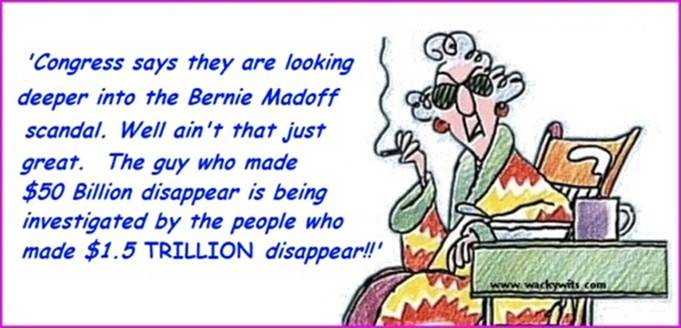 'Congress says they are looking
deeper into the Bernie Madoff
scandal. Well ain't that just
great. The guy who made
$50 Billion disappear is being
investigated by the people who
made $1.5 TRILLION disappear!!'
www.wackywits.com